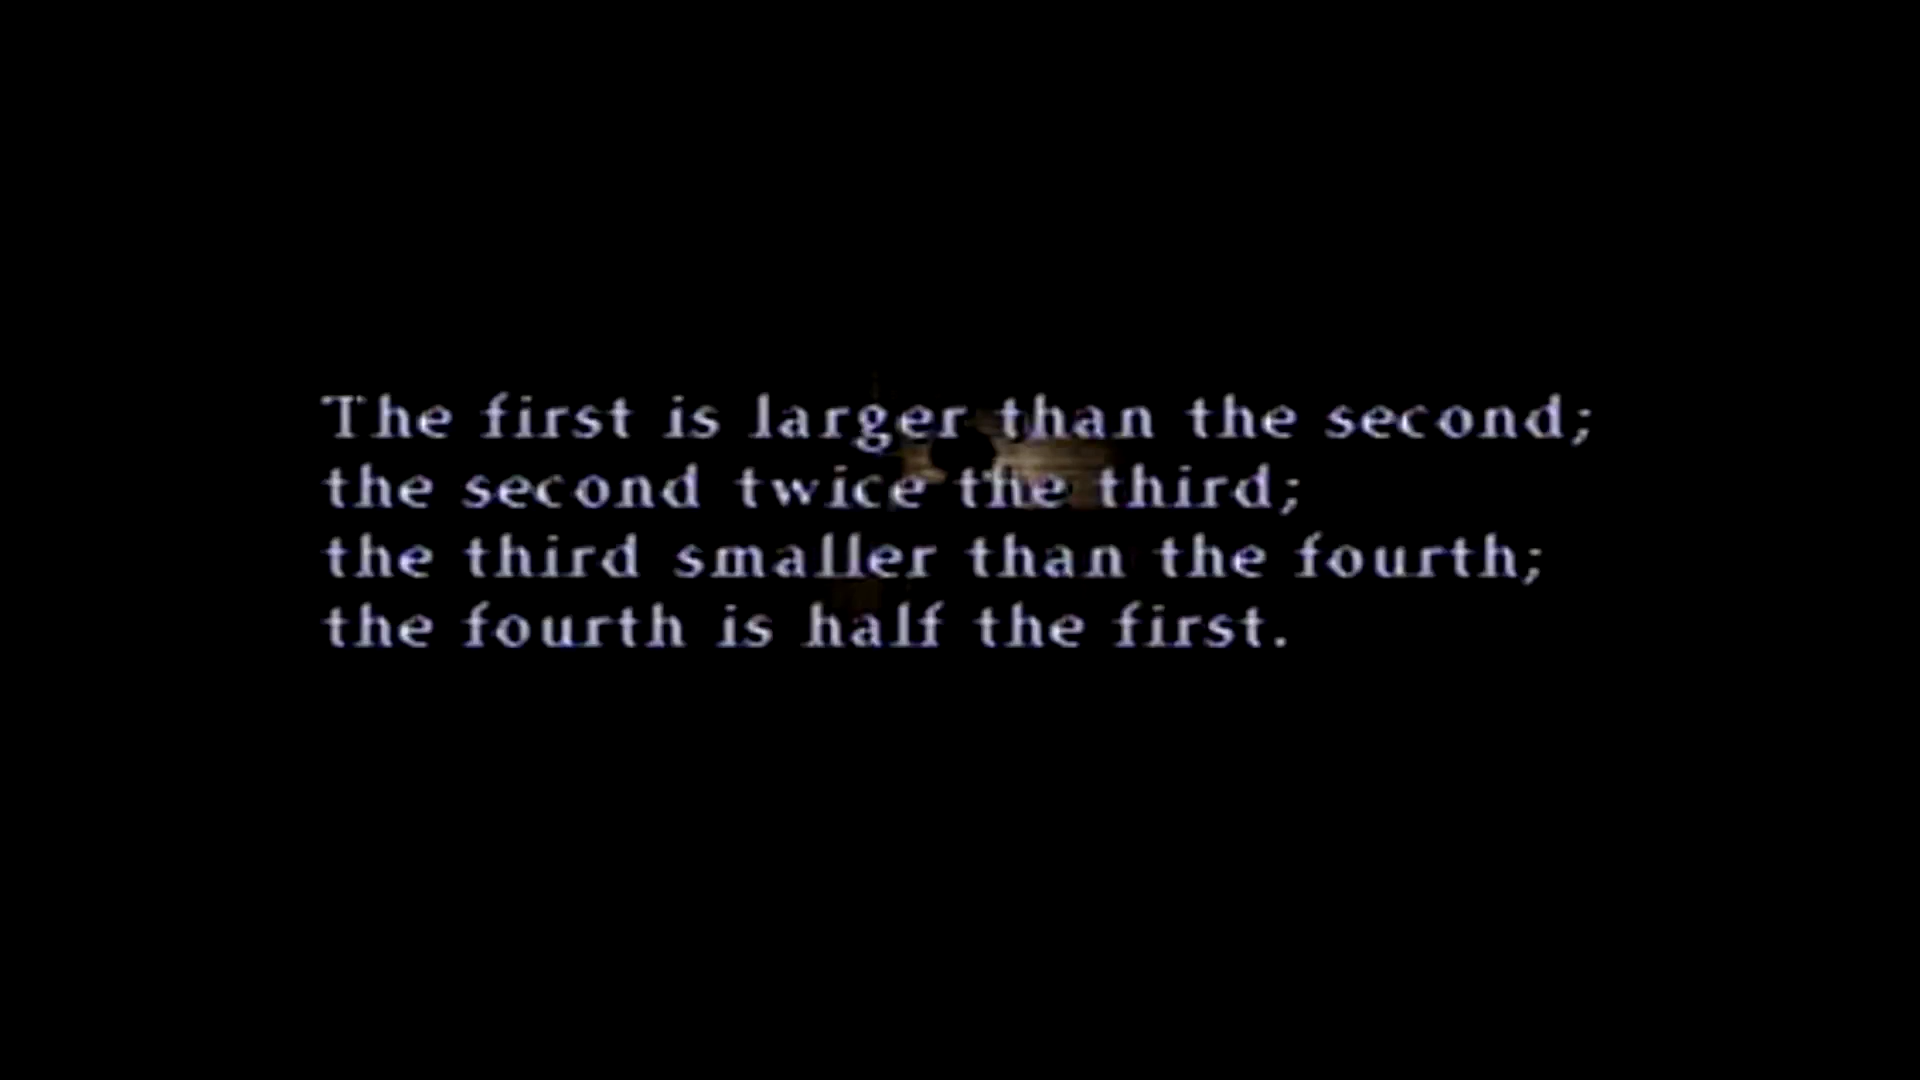 The first is larger than the second;
the second twice the third;
the third smaller than the fourth;
the fourth is half the first.